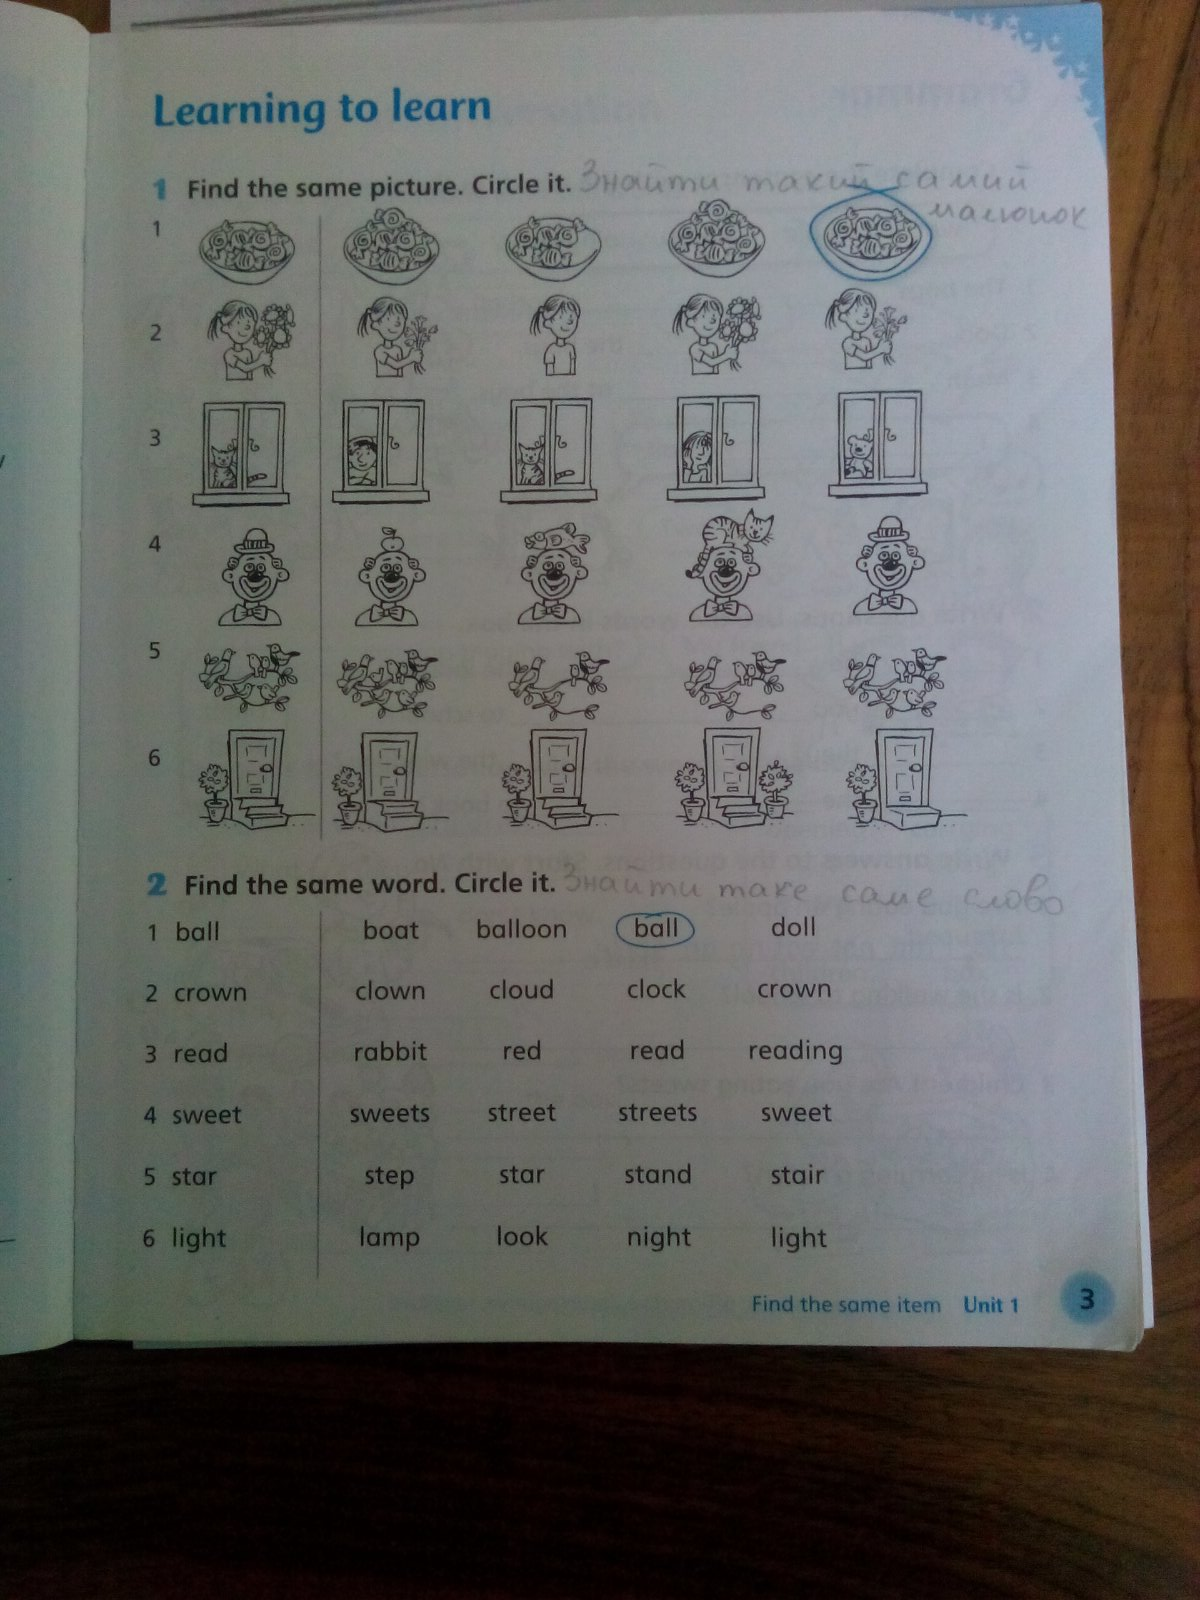 Learning to learn
1 Find the same picture. Circle it. Знайти такий самий
малюнок
1
2
3
4
5
6
2 Find the same word. Circle it. Знайти таке саме слово
1 ball boat balloon ball doll
2 crown clown cloud clock crown
3 read rabbit red read reading
4 sweet sweets street streets sweet
5 star step star stand stair
6 light lamp look night light
Find the same item Unit 1 3